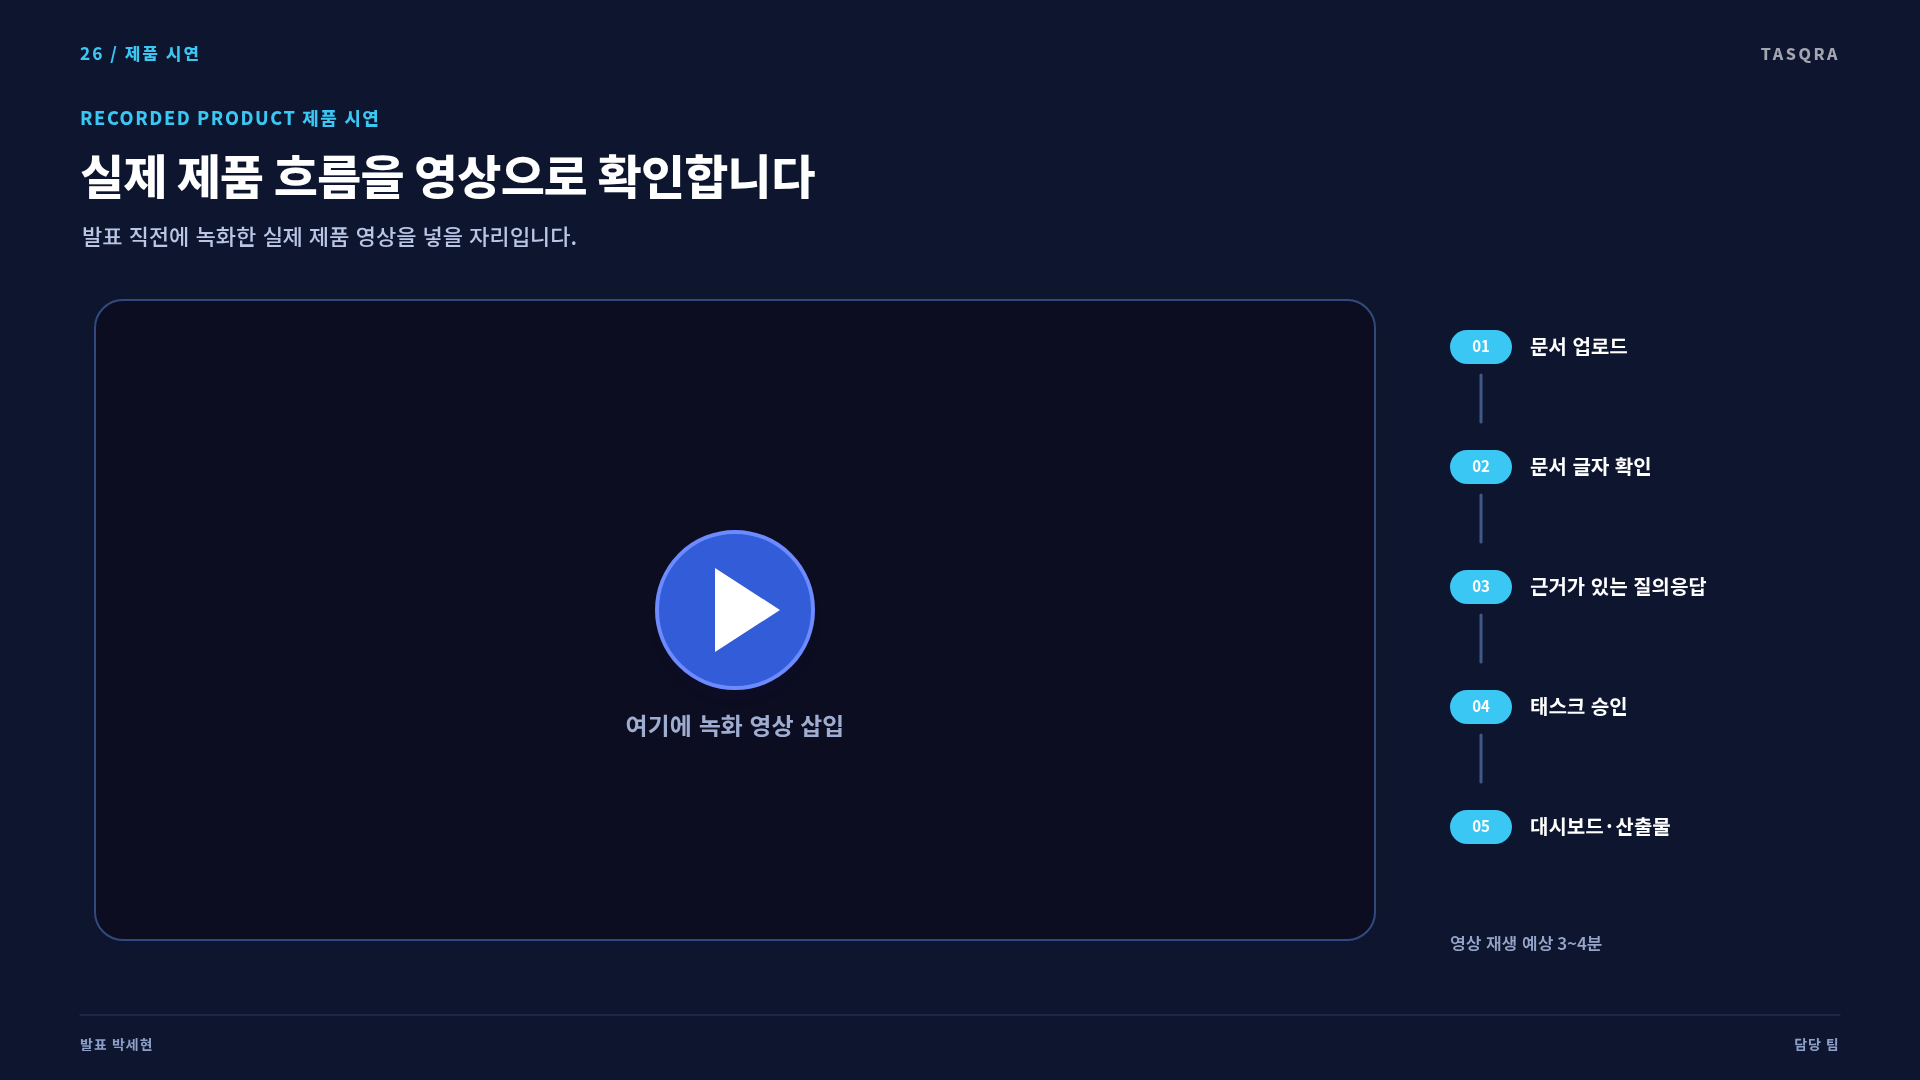 26 / 제품 시연
TASQRA
RECORDED PRODUCT 제품 시연
실제 제품 흐름을 영상으로 확인합니다
발표 직전에 녹화한 실제 제품 영상을 넣을 자리입니다.
여기에 녹화 영상 삽입
01 문서 업로드
02 문서 글자 확인
03 근거가 있는 질의응답
04 태스크 승인
05 대시보드·산출물
영상 재생 예상 3~4분
발표 박세현
담당 팀